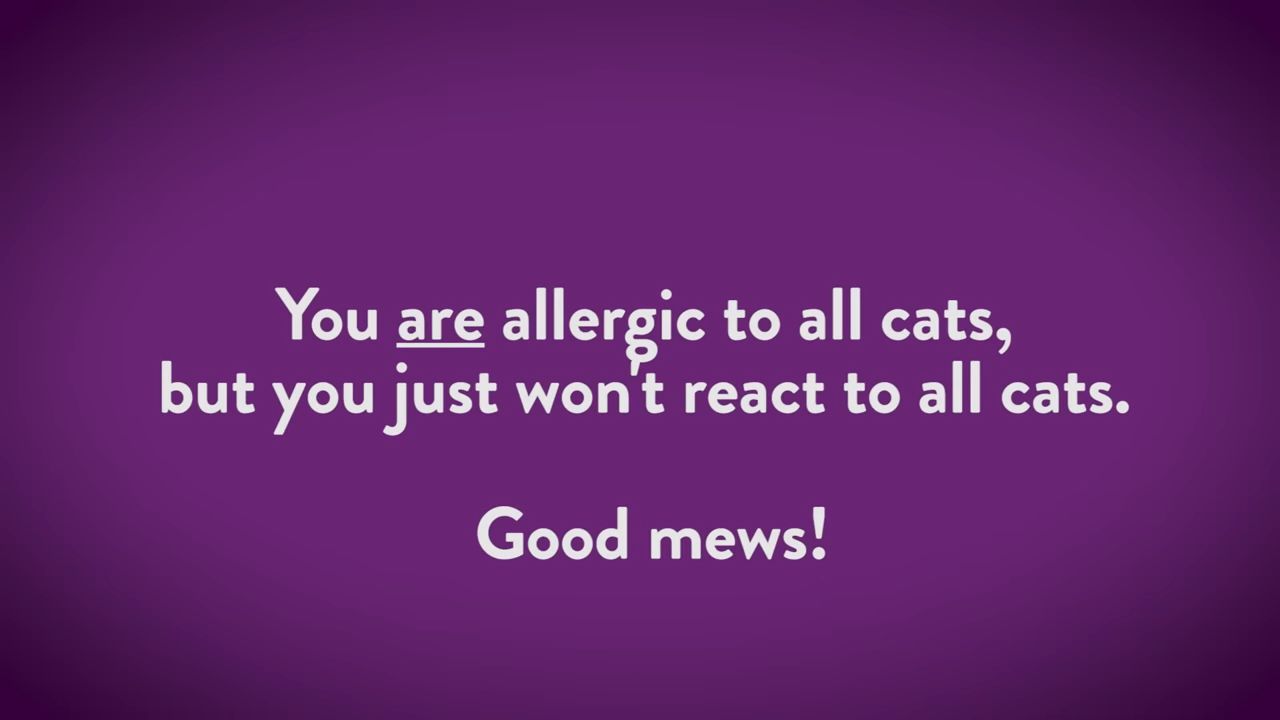 You are allergic to all cats,
but you just won't react to all cats.
Good mews!